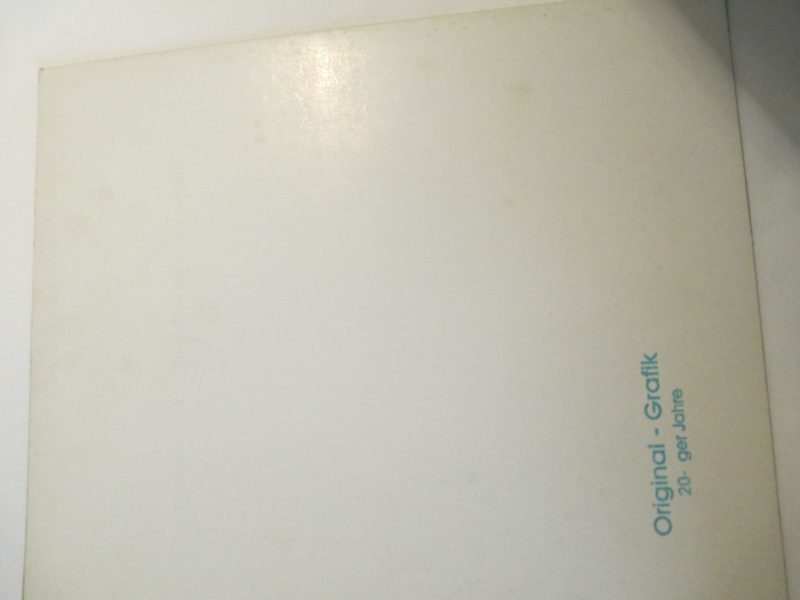 Original - Grafik
20- ger Jahre